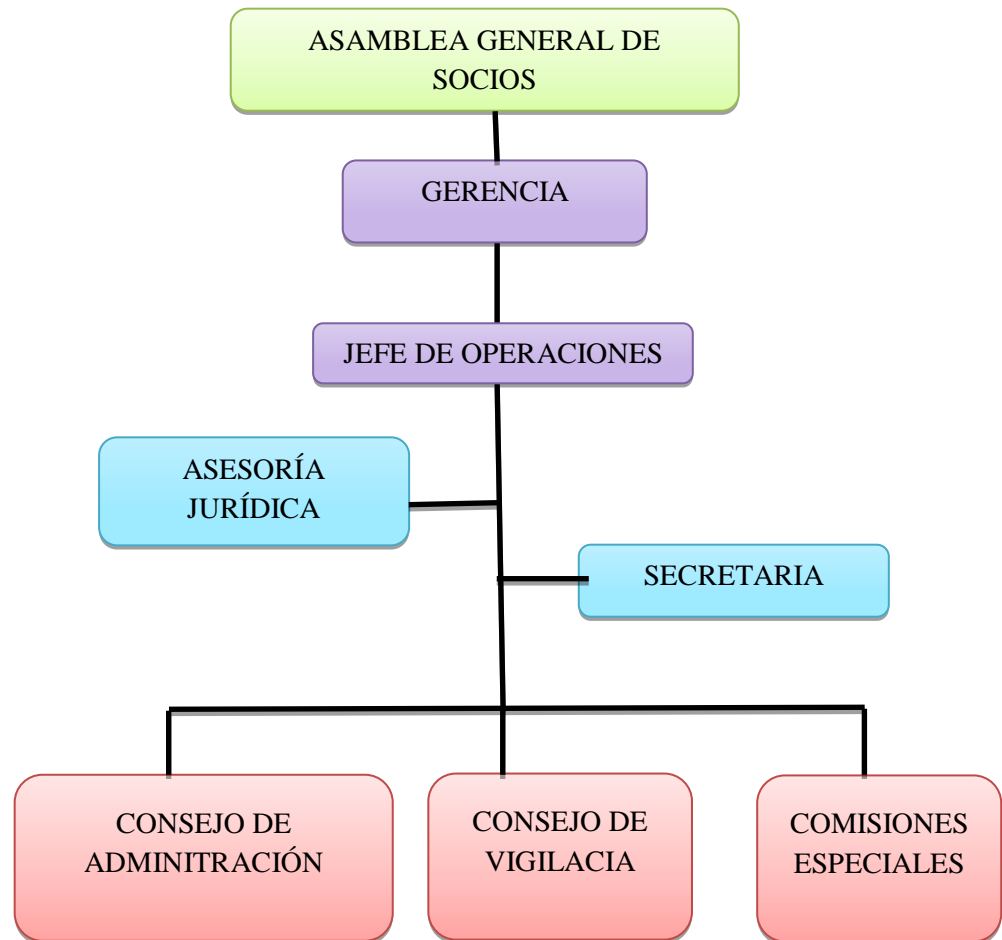 ASAMBLEA GENERAL DE
SOCIOS
GERENCIA
JEFE DE OPERACIONES
ASESORÍA
JURÍDICA
SECRETARIA
CONSEJO DE
ADMINITRACIÓN
CONSEJO DE
VIGILACIA
COMISIONES
ESPECIALES